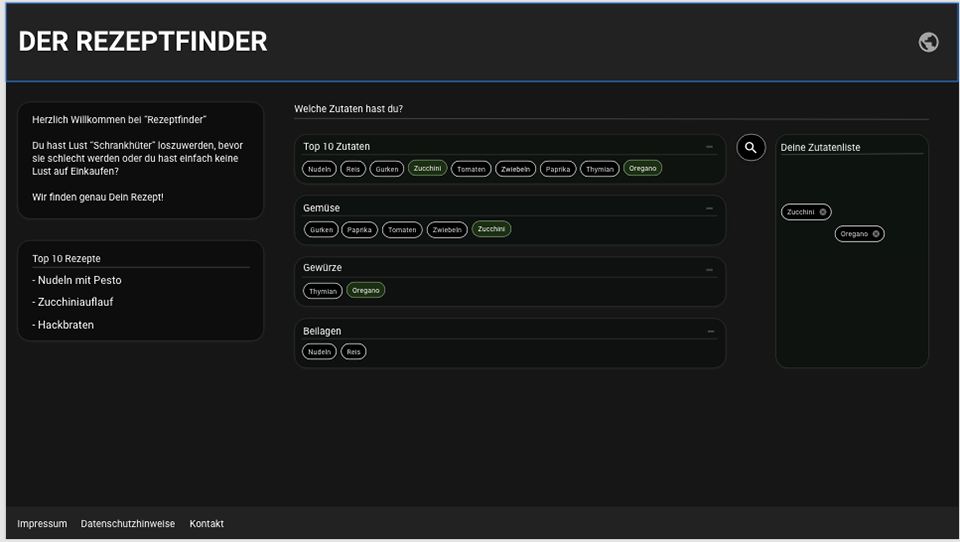 DER REZEPTFINDER
Herzlich Willkommen bei "Rezeptfinder"
Du hast Lust "Schrankhüter" loszuwerden, bevor
sie schlecht werden oder du hast einfach keine
Lust auf Einkaufen?
Wir finden genau Dein Rezept!
Top 10 Rezepte
- Nudeln mit Pesto
- Zucchiniauflauf
- Hackbraten
Welche Zutaten hast du?
Top 10 Zutaten
Nudeln Reis Gurken Zucchini Tomaten Zwiebeln Paprika Thymian Oregano
Gemüse
Gurken Paprika Tomaten Zwiebeln Zucchini
Gewürze
Thymian Oregano
Beilagen
Nudeln Reis
Deine Zutatenliste
Zucchini
Oregano
Impressum Datenschutzhinweise Kontakt